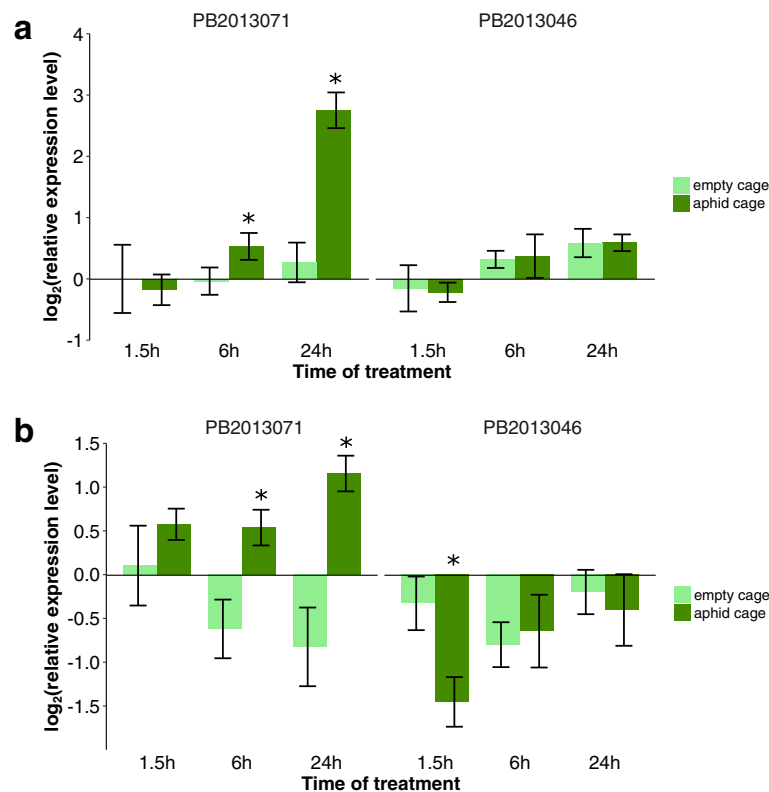 a
PB2013071 PB2013046
log₂(relative expression level)
4
3
2
1
0
-1
*
*
1.5h 6h 24h 1.5h 6h 24h
Time of treatment
empty cage
aphid cage
b
PB2013071 PB2013046
log₂(relative expression level)
1.5
1.0
0.5
0.0
-0.5
-1.0
-1.5
*
*
*
1.5h 6h 24h 1.5h 6h 24h
Time of treatment
empty cage
aphid cage